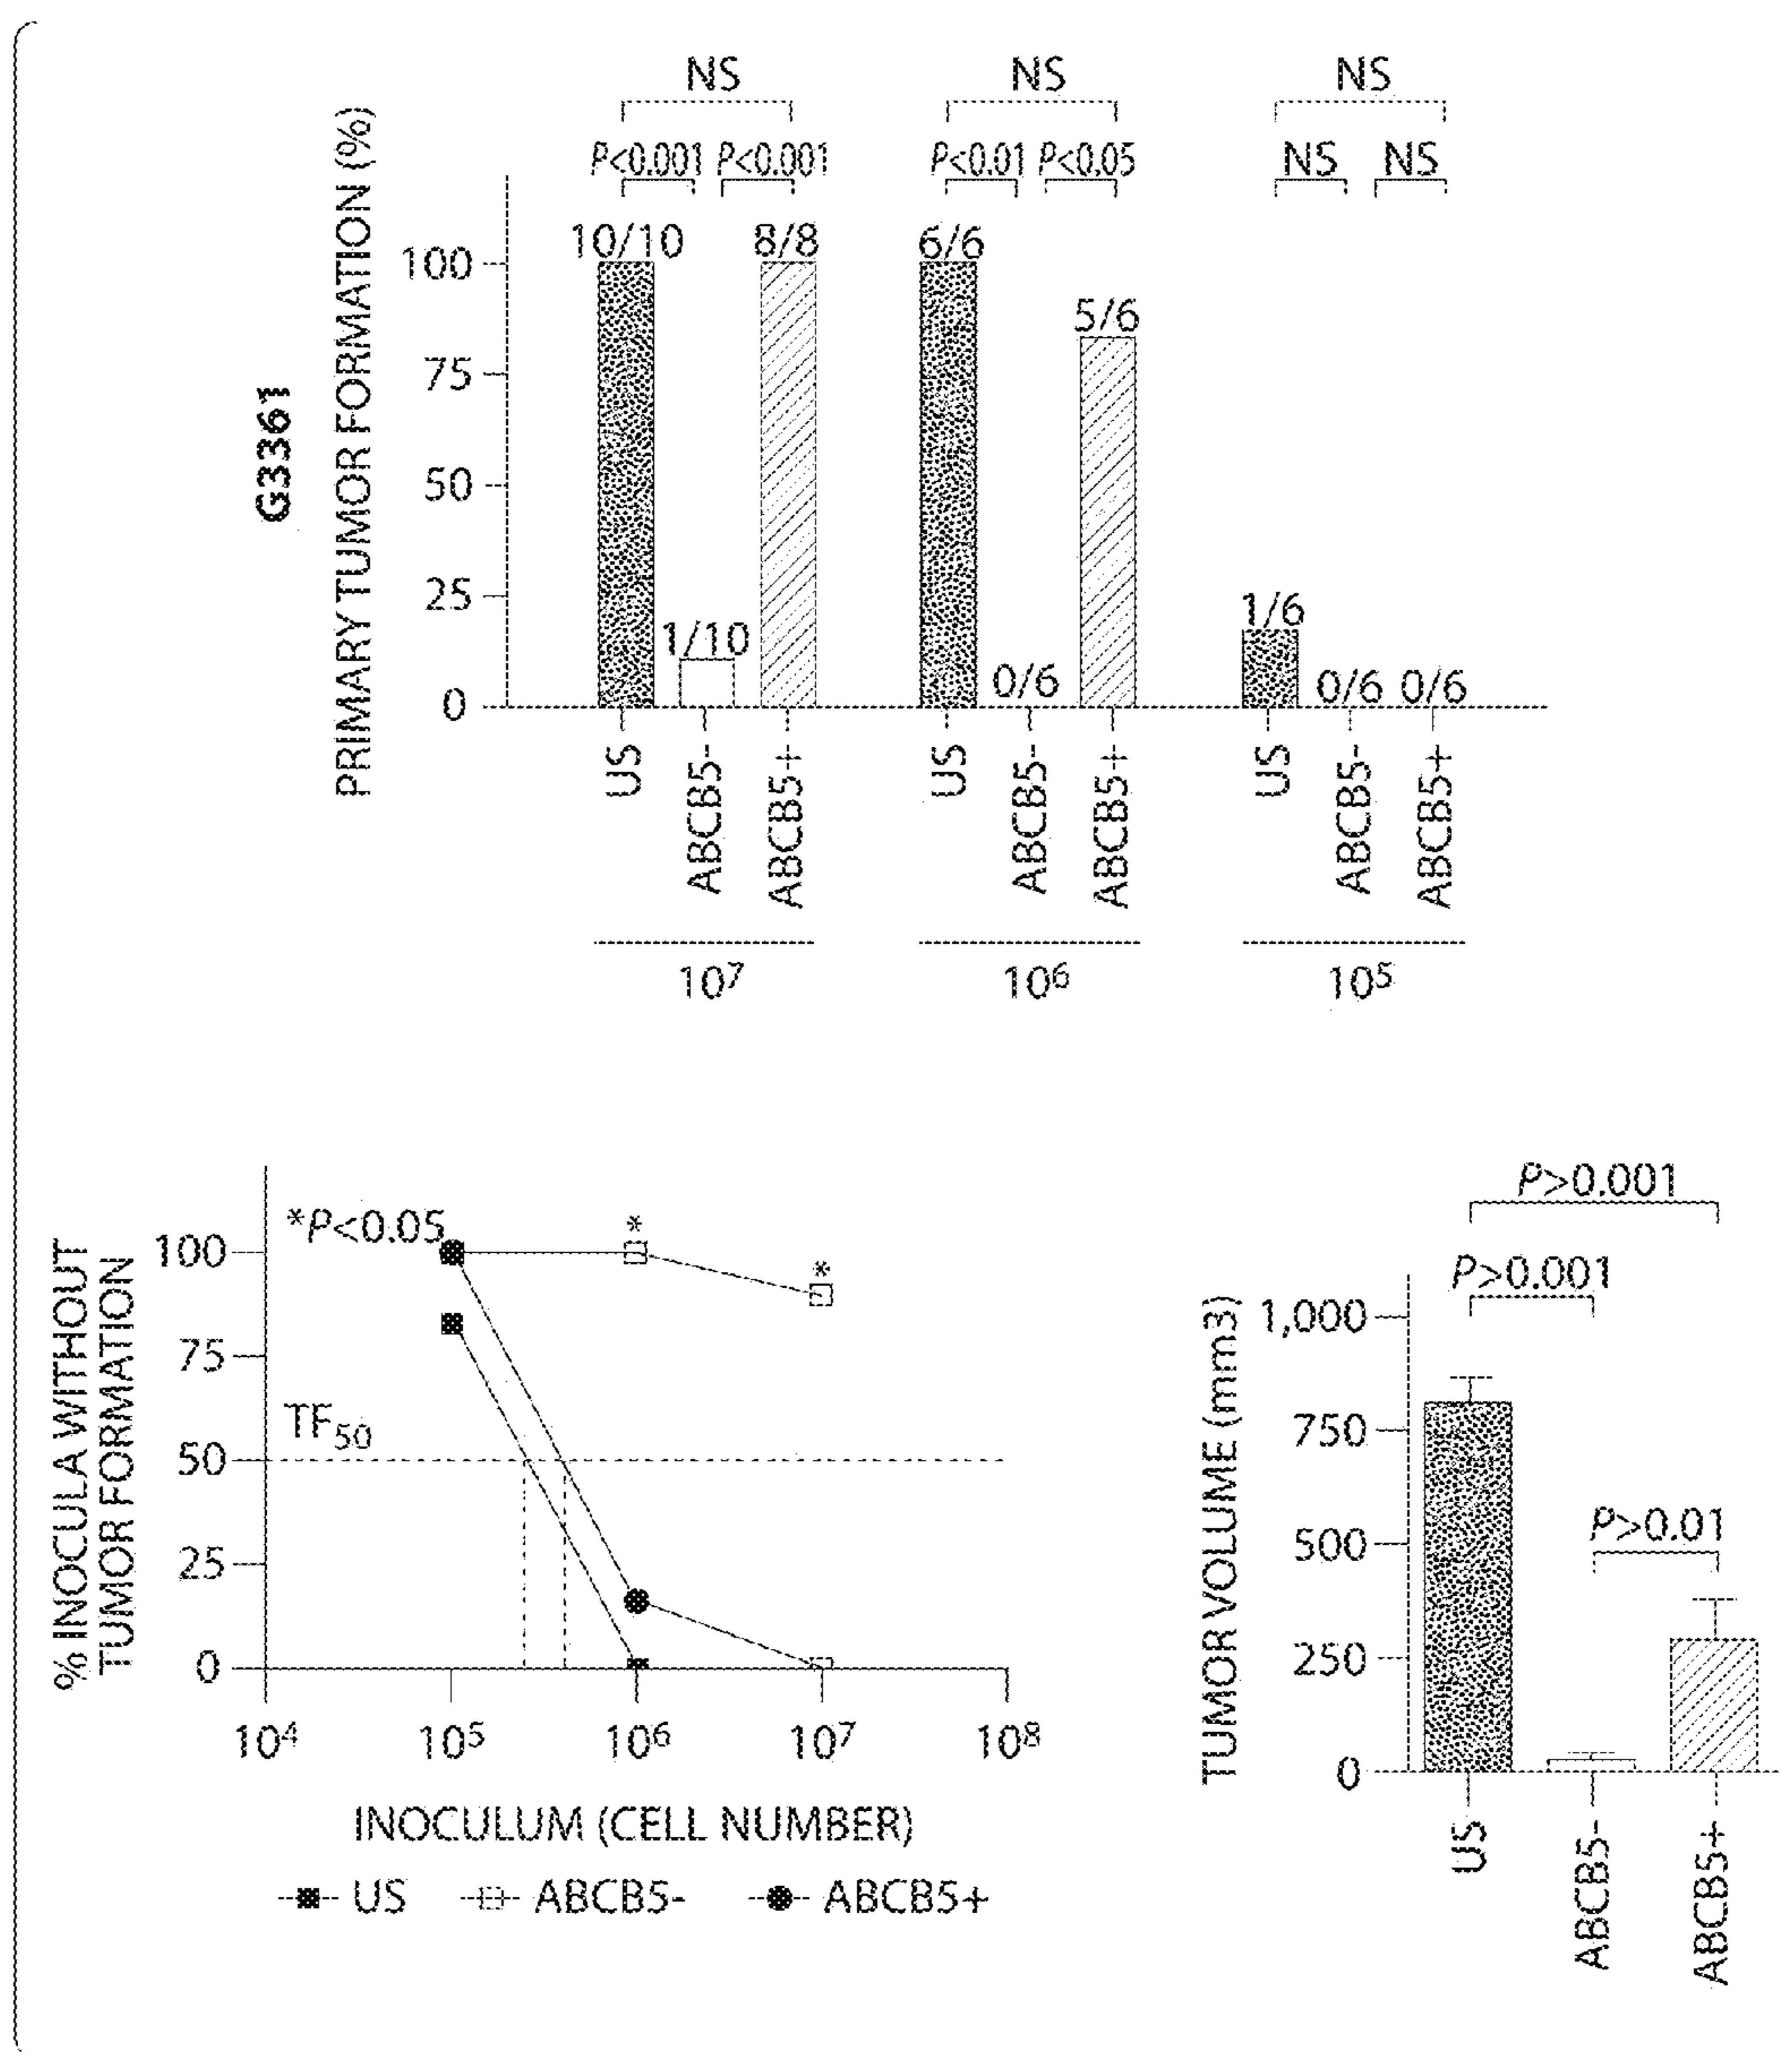 NS NS NS
P<0.001 P<0.001 P<0.01 P<0.05 NS NS
G3361
PRIMARY TUMOR FORMATION (%)
100
75
50
25
0
10/10 1/10 8/8 6/6 0/6 5/6 1/6 0/6 0/6
US ABCB5- ABCB5+ US ABCB5- ABCB5+ US ABCB5- ABCB5+
10⁷ 10⁶ 10⁵
% INOCULA WITHOUT
TUMOR FORMATION
*P<0.05
* *
100
75
TF₅₀
50
25
0
10⁴ 10⁵ 10⁶ 10⁷ 10⁸
INOCULUM (CELL NUMBER)
US ABCB5- ABCB5+
P>0.001
P>0.001
P>0.01
TUMOR VOLUME (mm3)
1,000
750
500
250
0
US ABCB5- ABCB5+